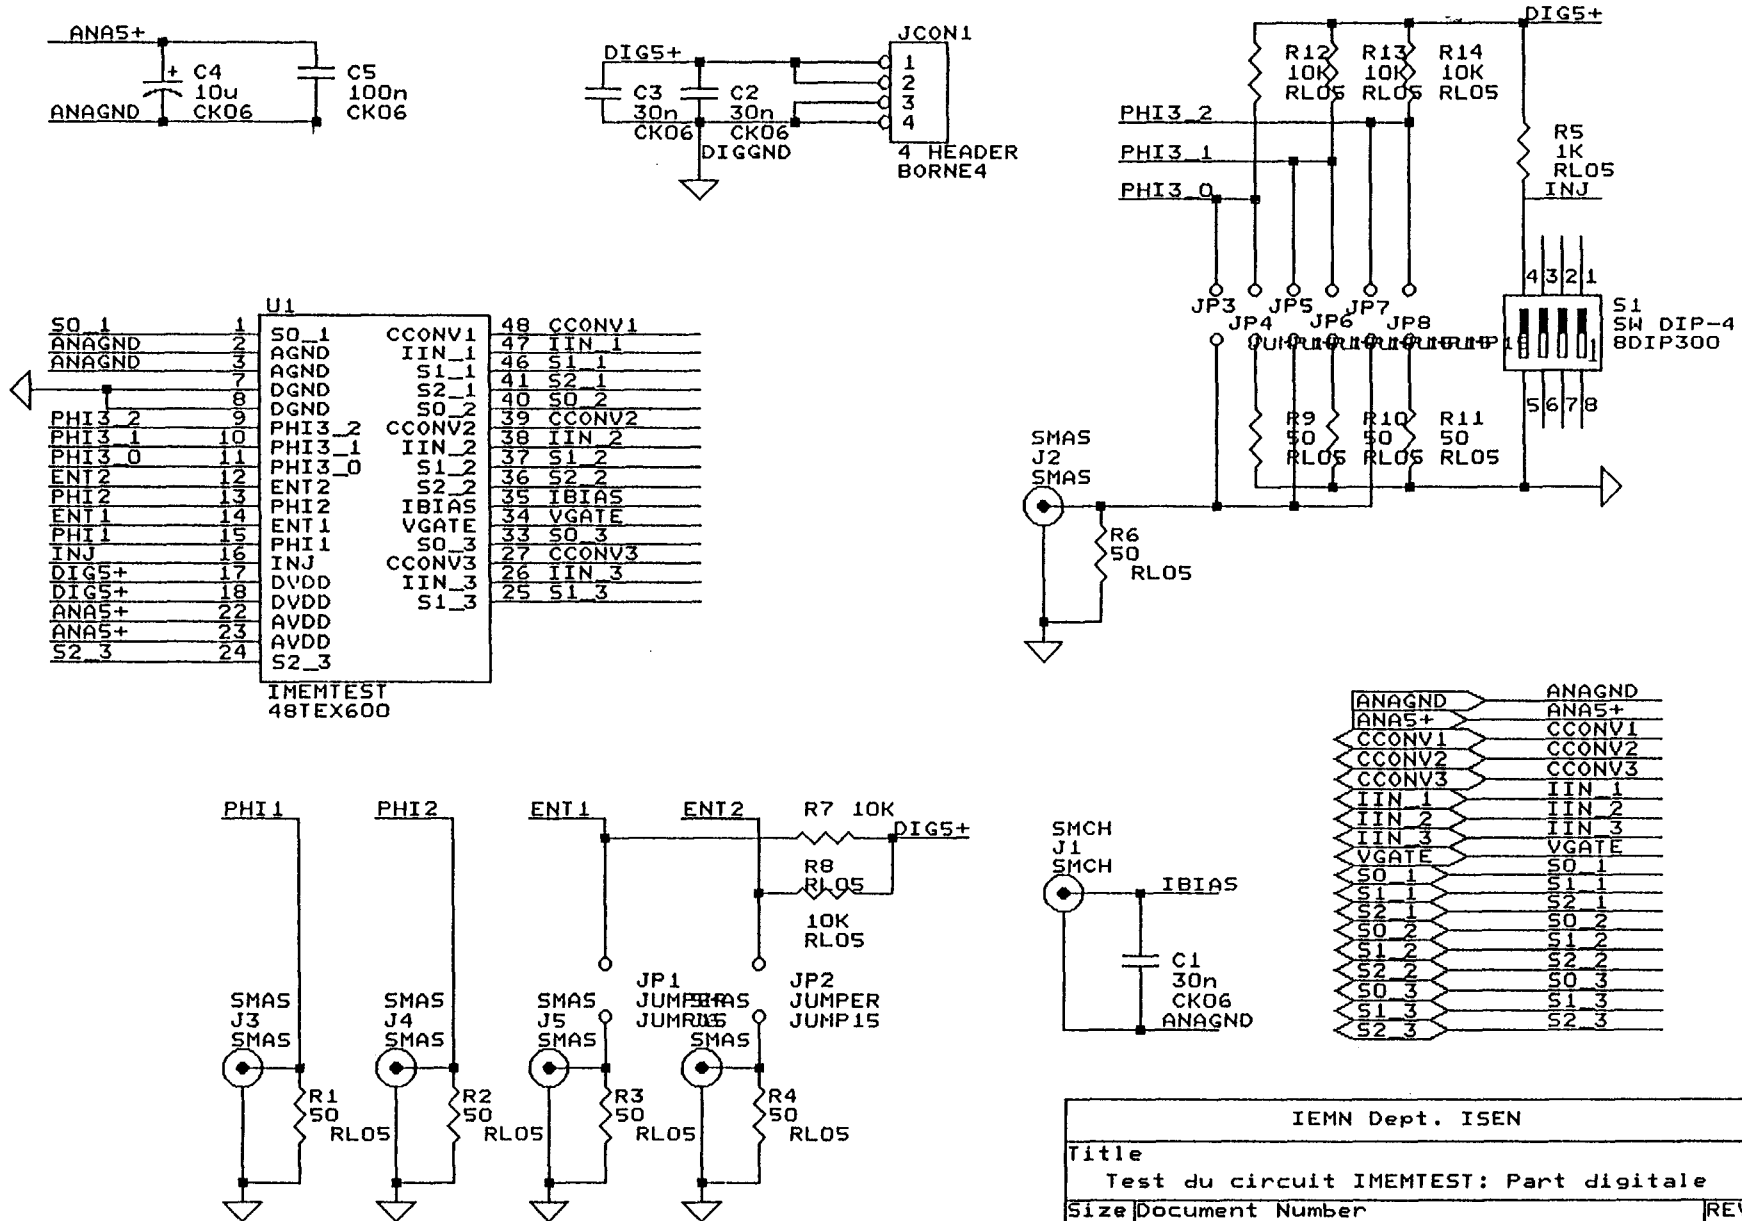 ANA5+
C4
10u
CK06
C5
100n
CK06
ANAGND
DIG5+
C3
30n
CK06
C2
30n
CK06
DIGGND
JCON1
1
2
3
4
4 HEADER
BORNE4
DIG5+
R12
10K
RL05
R13
10K
RL05
R14
10K
RL05
PHI3_2
PHI3_1
PHI3_0
R5
1K
RL05
INJ
JP3
JP4
JP5
JP6
JP7
JP8
4 3 2 1
S1
SW DIP-4
8DIP300
1
5 6 7 8
R9
50
RL05
R10
50
RL05
R11
50
RL05
SMAS
J2
SMAS
R6
50
RL05
U1
S0_1 1 S0_1
ANAGND 2 AGND
ANAGND 3 AGND
7 DGND
8 DGND
PHI3_2 9 PHI3_2
PHI3_1 10 PHI3_1
PHI3_0 11 PHI3_0
ENT2 12 ENT2
PHI2 13 PHI2
ENT1 14 ENT1
PHI1 15 PHI1
INJ 16 INJ
DIG5+ 17 DVDD
DIG5+ 18 DVDD
ANA5+ 22 AVDD
ANA5+ 23 AVDD
S2_3 24 S2_3
CCONV1 48 CCONV1
IIN_1 47 IIN_1
S1_1 46 S1_1
S2_1 41 S2_1
S0_2 40 S0_2
CCONV2 39 CCONV2
IIN_2 38 IIN_2
S1_2 37 S1_2
S2_2 36 S2_2
IBIAS 35 IBIAS
VGATE 34 VGATE
S0_3 33 S0_3
CCONV3 27 CCONV3
IIN_3 26 IIN_3
S1_3 25 S1_3
IMEMTEST
48TEX600
ANAGND ANAGND
ANA5+ ANA5+
CCONV1 CCONV1
CCONV2 CCONV2
CCONV3 CCONV3
IIN_1 IIN_1
IIN_2 IIN_2
IIN_3 IIN_3
VGATE VGATE
S0_1 S0_1
S1_1 S1_1
S2_1 S2_1
S0_2 S0_2
S1_2 S1_2
S2_2 S2_2
S0_3 S0_3
S1_3 S1_3
S2_3 S2_3
PHI1
PHI2
ENT1
ENT2
R7 10K
DIG5+
R8
RL05
10K
RL05
JP1
JP2
JUMPER
JUMP15
SMAS
J3
SMAS
SMAS
J4
SMAS
SMAS
J5
SMAS
SMAS
R1
50
RL05
R2
50
RL05
R3
50
RL05
R4
50
RL05
SMCH
J1
SMCH
IBIAS
C1
30n
CK06
ANAGND
IEMN Dept. ISEN
Title
Test du circuit IMEMTEST: Part digitale
Size Document Number REV